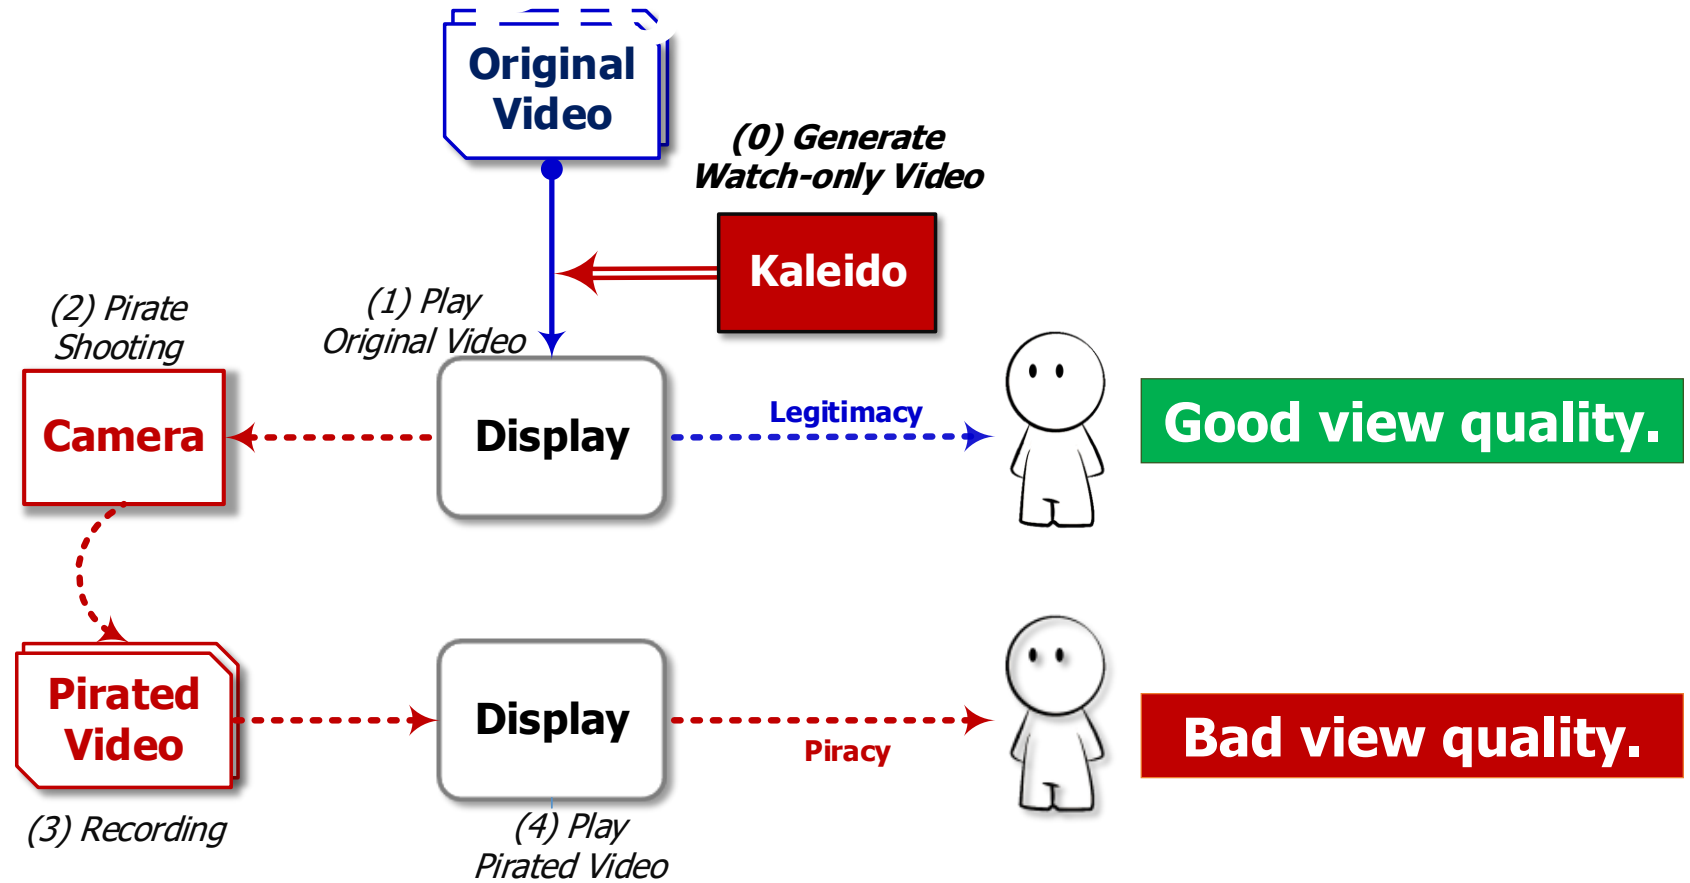 Original
Video
(0) Generate
Watch-only Video
Kaleido
(1) Play
Original Video
(2) Pirate
Shooting
Camera
Display
Legitimacy
Good view quality.
Pirated
Video
(3) Recording
Display
(4) Play
Pirated Video
Piracy
Bad view quality.